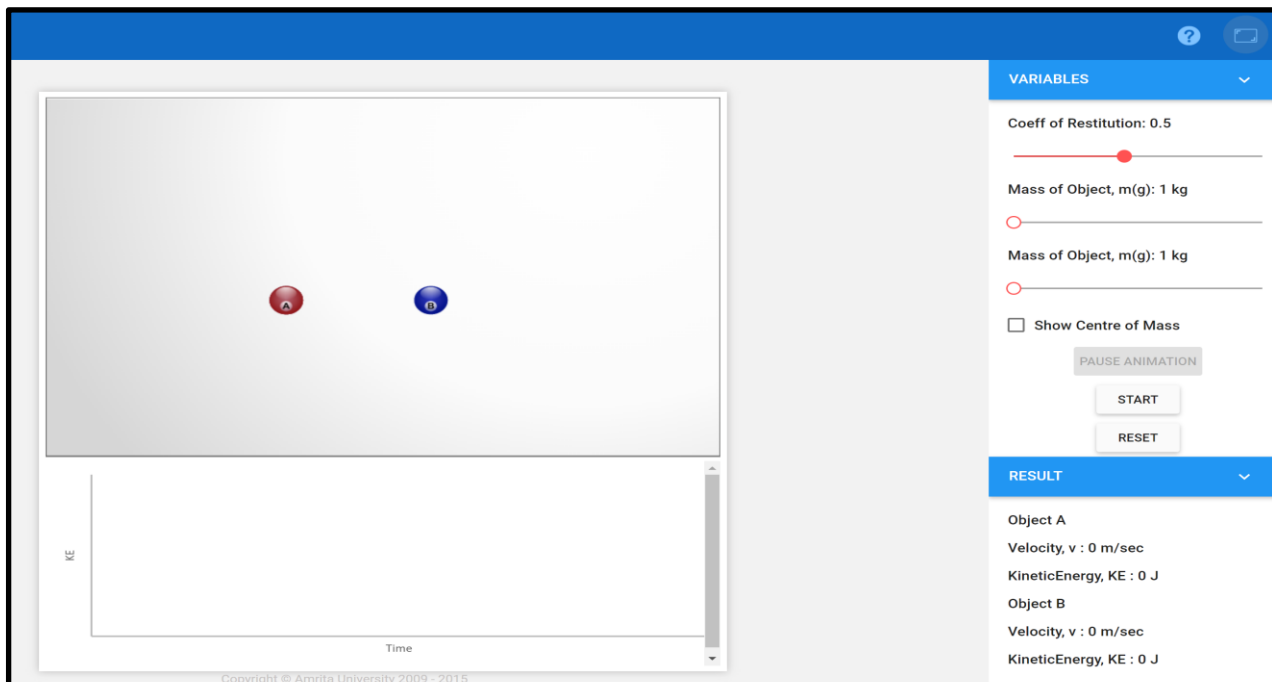 ?
VARIABLES
Coeff of Restitution: 0.5
Mass of Object, m(g): 1 kg
Mass of Object, m(g): 1 kg
Show Centre of Mass
PAUSE ANIMATION
START
RESET
A
B
KE
Time
RESULT
Object A
Velocity, v : 0 m/sec
KineticEnergy, KE : 0 J
Object B
Velocity, v : 0 m/sec
KineticEnergy, KE : 0 J
Copyright © Amrita University 2009 - 2015